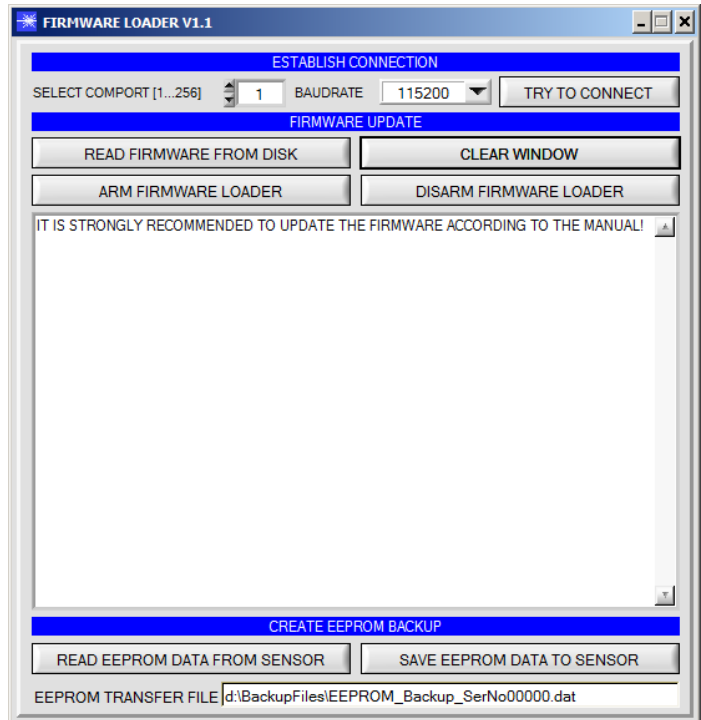 FIRMWARE LOADER V1.1
ESTABLISH CONNECTION
SELECT COMPORT [1...256] 1 BAUDRATE 115200 TRY TO CONNECT
FIRMWARE UPDATE
READ FIRMWARE FROM DISK CLEAR WINDOW
ARM FIRMWARE LOADER DISARM FIRMWARE LOADER
IT IS STRONGLY RECOMMENDED TO UPDATE THE FIRMWARE ACCORDING TO THE MANUAL!
CREATE EEPROM BACKUP
READ EEPROM DATA FROM SENSOR SAVE EEPROM DATA TO SENSOR
EEPROM TRANSFER FILE d:\BackupFiles\EEPROM_Backup_SerNo00000.dat